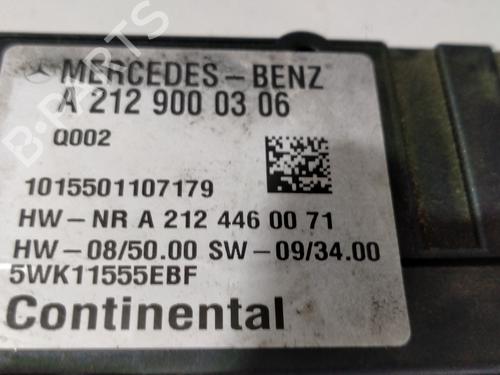 MERCEDES-BENZ
A 212 900 03 06
Q002
1015501107179
HW-NR A 212 446 00 71
HW-08/50.00 SW-09/34.00
5WK11555EBF
Continental
B-PARTS